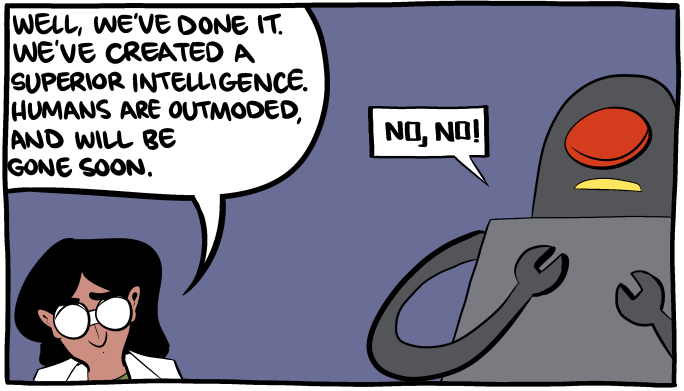 WELL, WE'VE DONE IT.
WE'VE CREATED A
SUPERIOR INTELLIGENCE.
HUMANS ARE OUTMODED,
AND WILL BE
GONE SOON.
NO, NO!